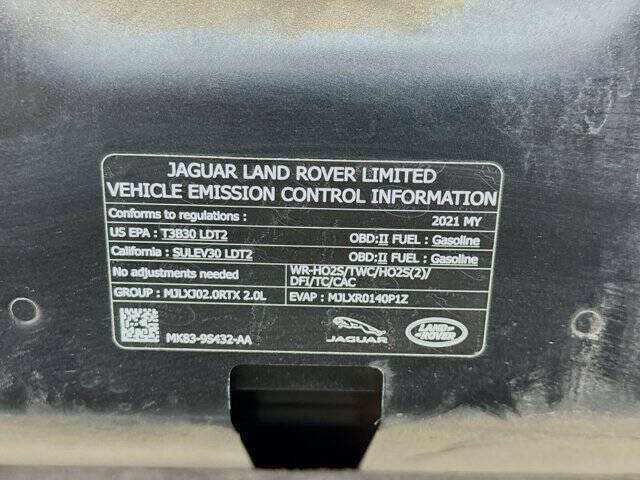 JAGUAR LAND ROVER LIMITED
VEHICLE EMISSION CONTROL INFORMATION
Conforms to regulations : 2021 MY
US EPA : T3B30 LDT2 OBD:II FUEL : Gasoline
California : SULEV30 LDT2 OBD:II FUEL : Gasoline
No adjustments needed WR-HO2S/TWC/HO2S(2)/
DFI/TC/CAC
GROUP : MJLXJ02.0RTX 2.0L EVAP : MJLXR0140P1Z
MK83-9S432-AA JAGUAR LAND ROVER